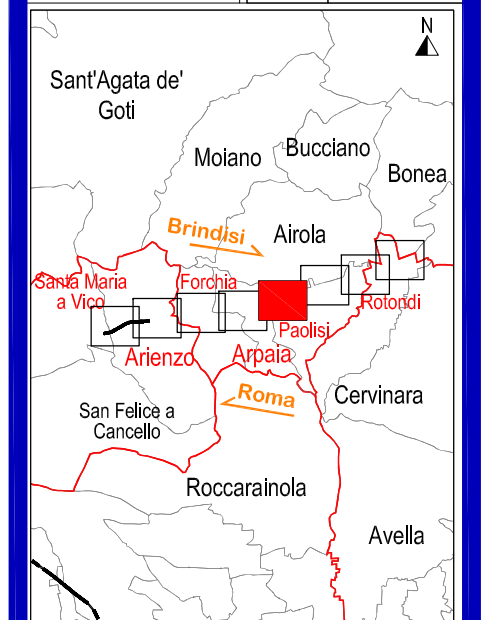 N
Sant'Agata de'
Goti
Bucciano
Moiano
Bonea
Brindisi
Airola
Santa Maria
a Vico
Forchia
Rotondi
Paolisi
Arienzo
Arpaia
Roma
Cervinara
San Felice a
Cancello
Roccarainola
Avella